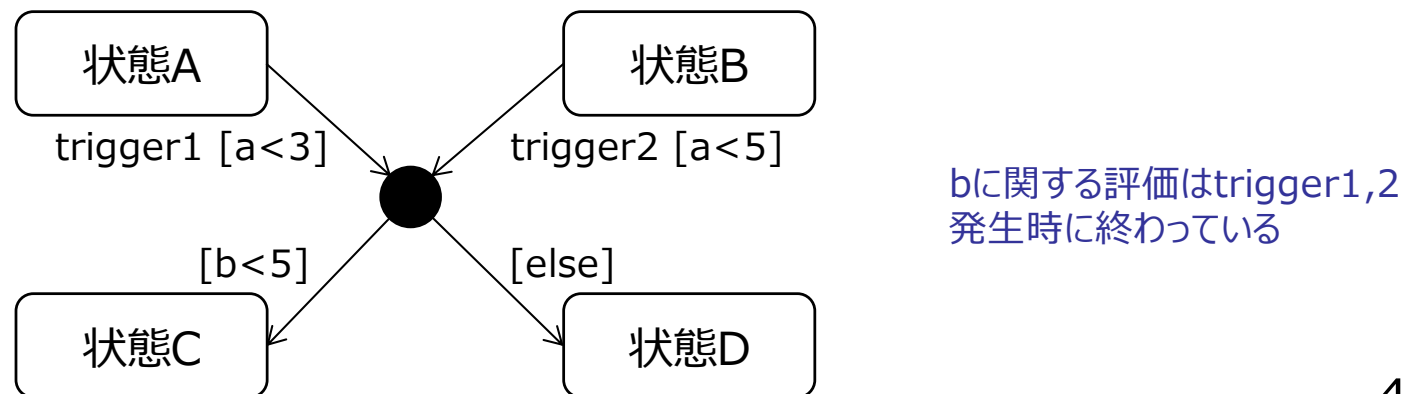 状態A
状態B
trigger1 [a<3]
trigger2 [a<5]
bに関する評価はtrigger1,2
発生時に終わっている
[b<5]
[else]
状態C
状態D